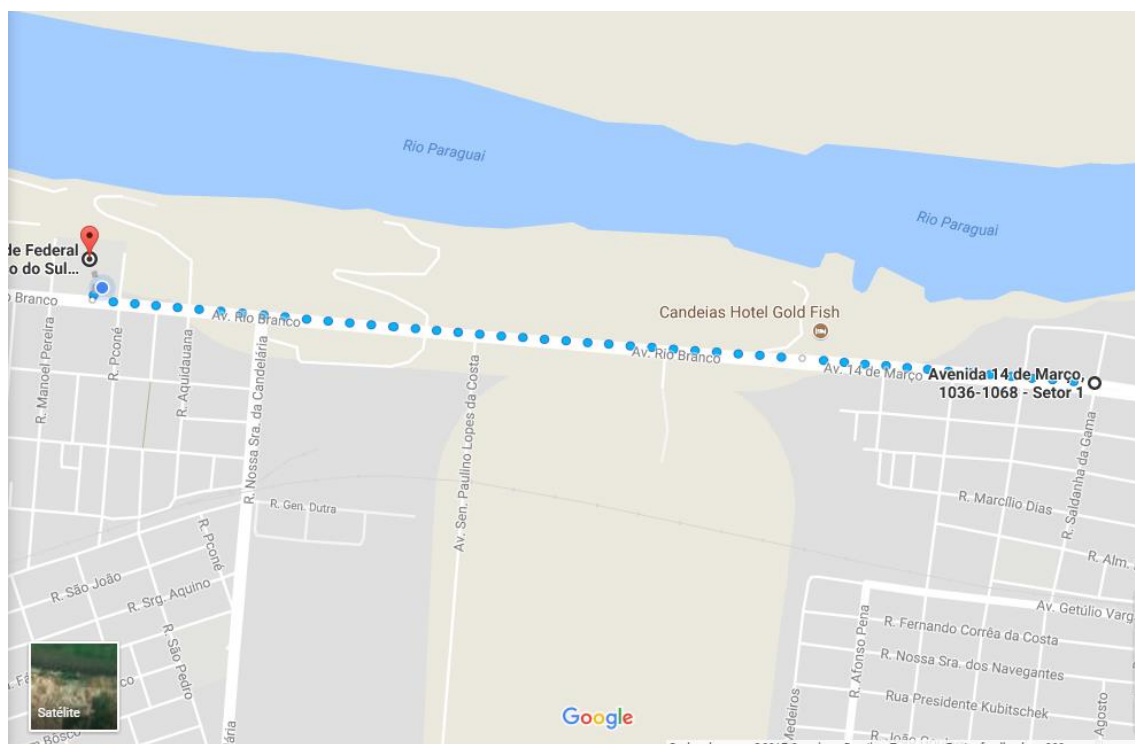 Rio Paraguai
Rio Paraguai
de Federal
o do Sul...
Branco
Av. Rio Branco
Candeias Hotel Gold Fish
Av. Rio Branco
Av. 14 de Março
Avenida 14 de Março,
1036-1068 - Setor 1
R. Manoel Pereira
R. Pconé
R. Aquidauana
R. Nossa Sra. da Candelária
Av. Sen. Paulino Lopes da Costa
R. Saldanha da Gama
R. Marcílio Dias
R. Gen. Dutra
R. Pconé
R. Alm.
R. São João
R. Srg. Aquino
R. São Pedro
Av. Getúlio Varg
R. Afonso Pena
R. Fernando Corrêa da Costa
R. Nossa Sra. dos Navegantes
Rua Presidente Kubitschek
Medeiros
Agosto
Satélite
Bosco
Google